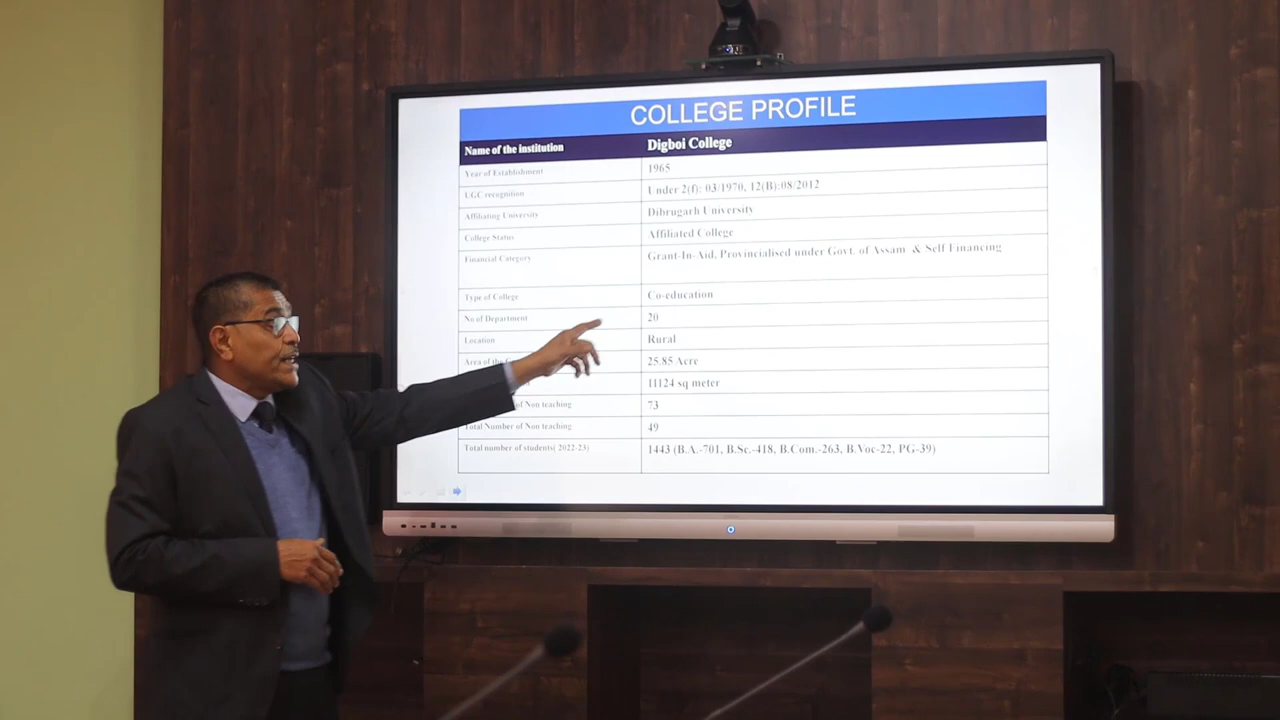 COLLEGE PROFILE
Name of the institution Digboi College
Year of Establishment 1965
UGC recognition Under 2(f): 03/1970, 12(B):08/2012
Affiliating University Dibrugarh University
College Status Affiliated College
Financial Category Grant-In-Aid, Provincialised under Govt. of Assam & Self Financing
Type of College Co-education
No of Department 20
Location Rural
Area of the 25.85 Acre
11124 sq meter
of Non teaching 73
Total Number of Non teaching 49
Total number of students( 2022-23) 1443 (B.A.-701, B.Sc.-418, B.Com.-263, B.Voc-22, PG-39)